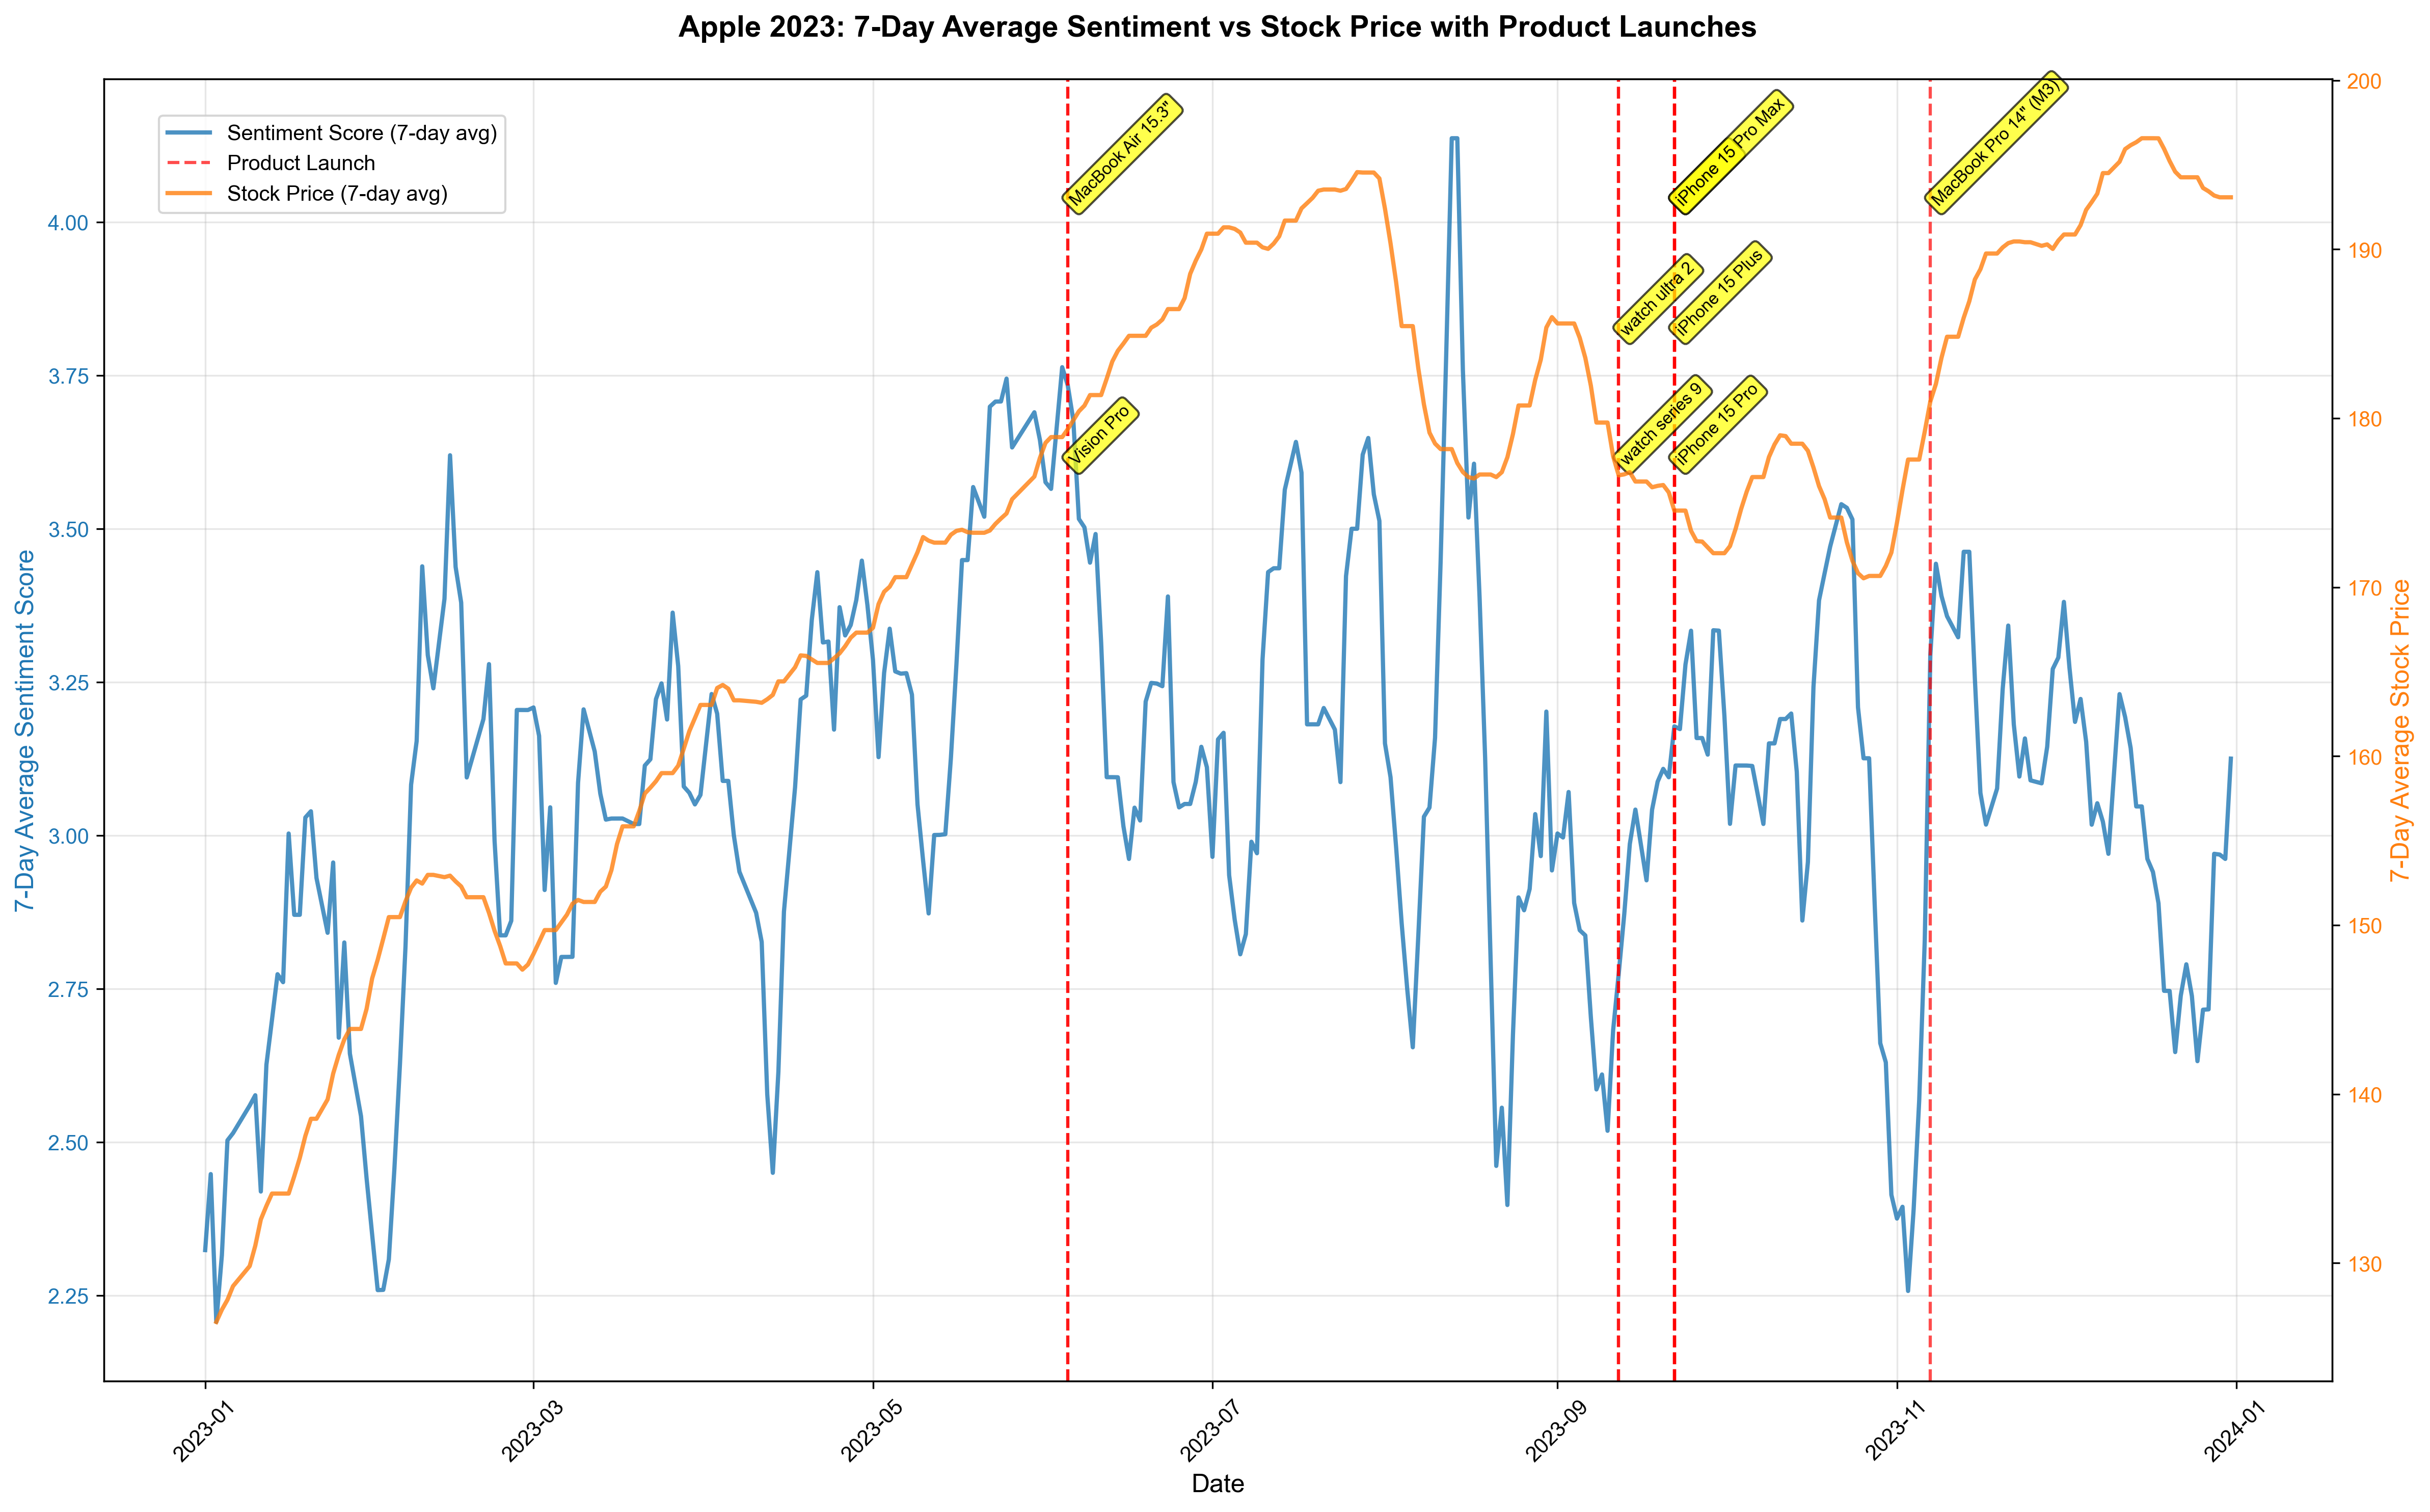 Apple 2023: 7-Day Average Sentiment vs Stock Price with Product Launches
Sentiment Score (7-day avg)
Product Launch
Stock Price (7-day avg)
MacBook Air 15.3"
Vision Pro
watch ultra 2
watch series 9
iPhone 15 Pro Max
iPhone 15 Plus
iPhone 15 Pro
MacBook Pro 14" (M3)
7-Day Average Sentiment Score
4.00
3.75
3.50
3.25
3.00
2.75
2.50
2.25
7-Day Average Stock Price
200
190
180
170
160
150
140
130
2023-01
2023-03
2023-05
2023-07
2023-09
2023-11
2024-01
Date